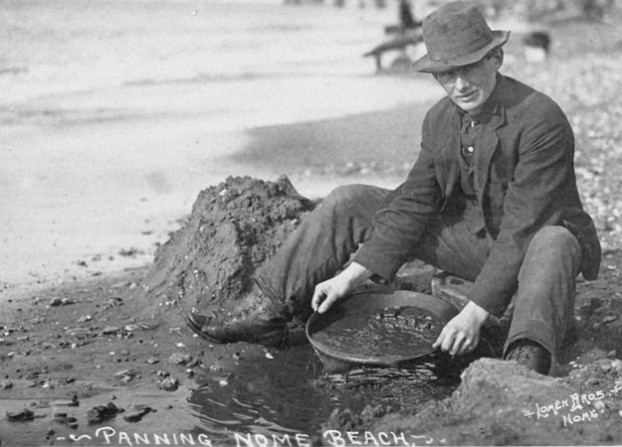 =LOMEN BROS.=
NOME.
-~PANNING NOME BEACH.~-